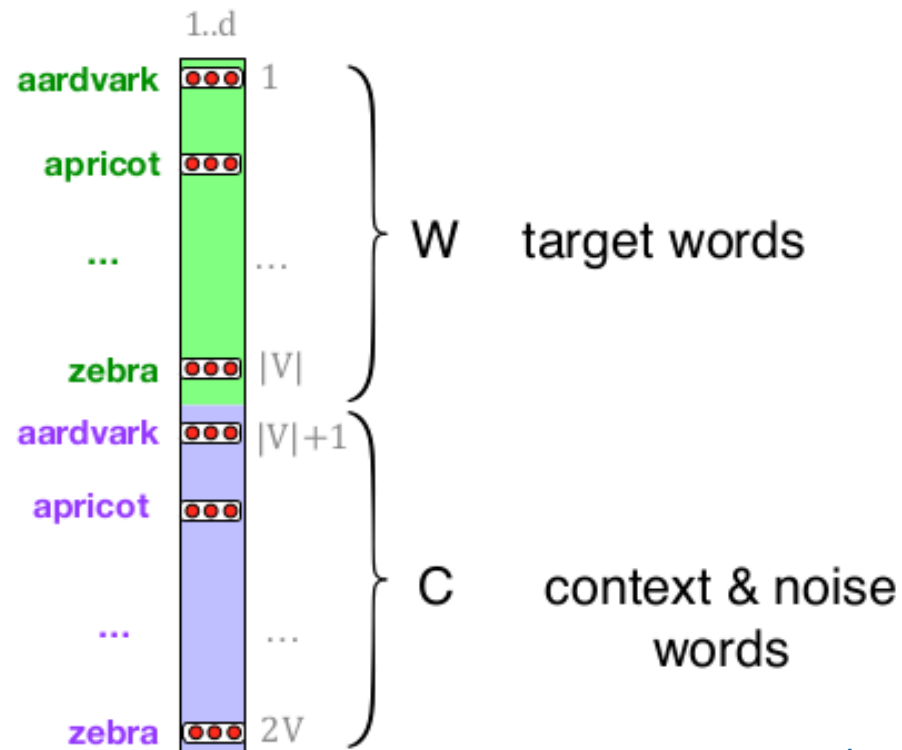 1..d
aardvark 1
apricot
... ...
W target words
zebra |V|
aardvark |V|+1
apricot
C context & noise
words
... ...
zebra 2V